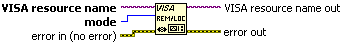 VISA resource name VISA VISA resource name out
mode REM/LOC
error in (no error) error out